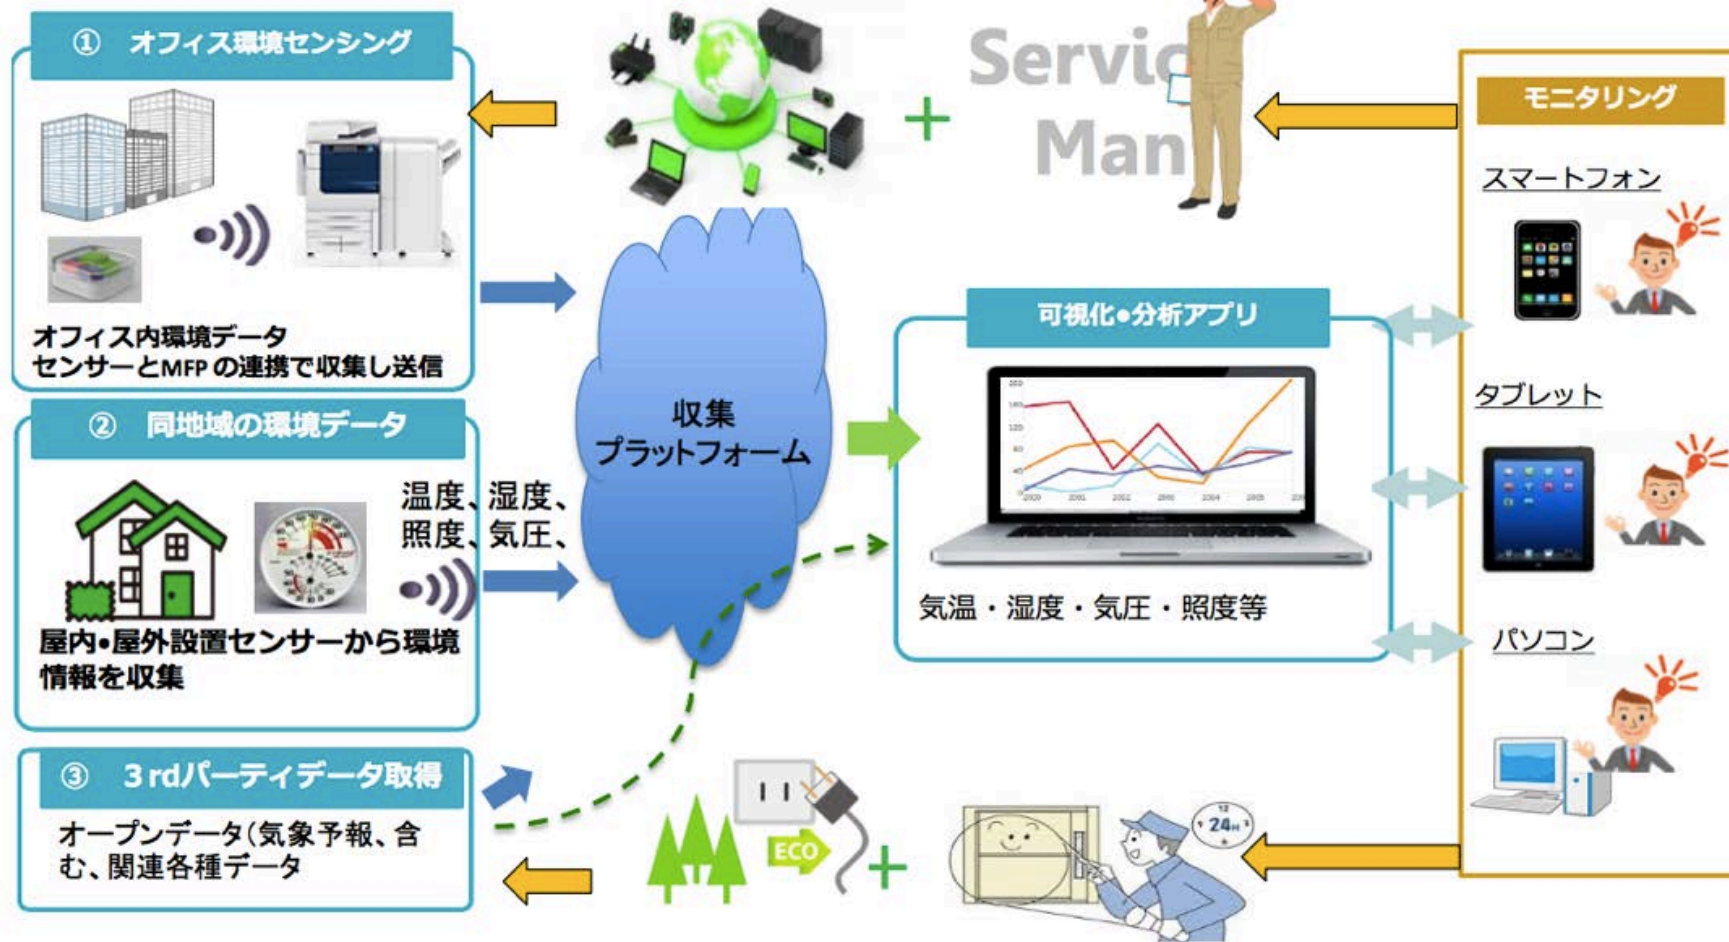 ① オフィス環境センシング
オフィス内環境データ
センサーとMFPの連携で収集し送信
② 同地域の環境データ
温度、湿度、
照度、気圧、
屋内●屋外設置センサーから環境
情報を収集
③ 3rdパーティデータ取得
オープンデータ(気象予報、含
む、関連各種データ
Servic
Man
収集
プラットフォーム
可視化●分析アプリ
気温・湿度・気圧・照度等
モニタリング
スマートフォン
タブレット
パソコン
ECO
24H